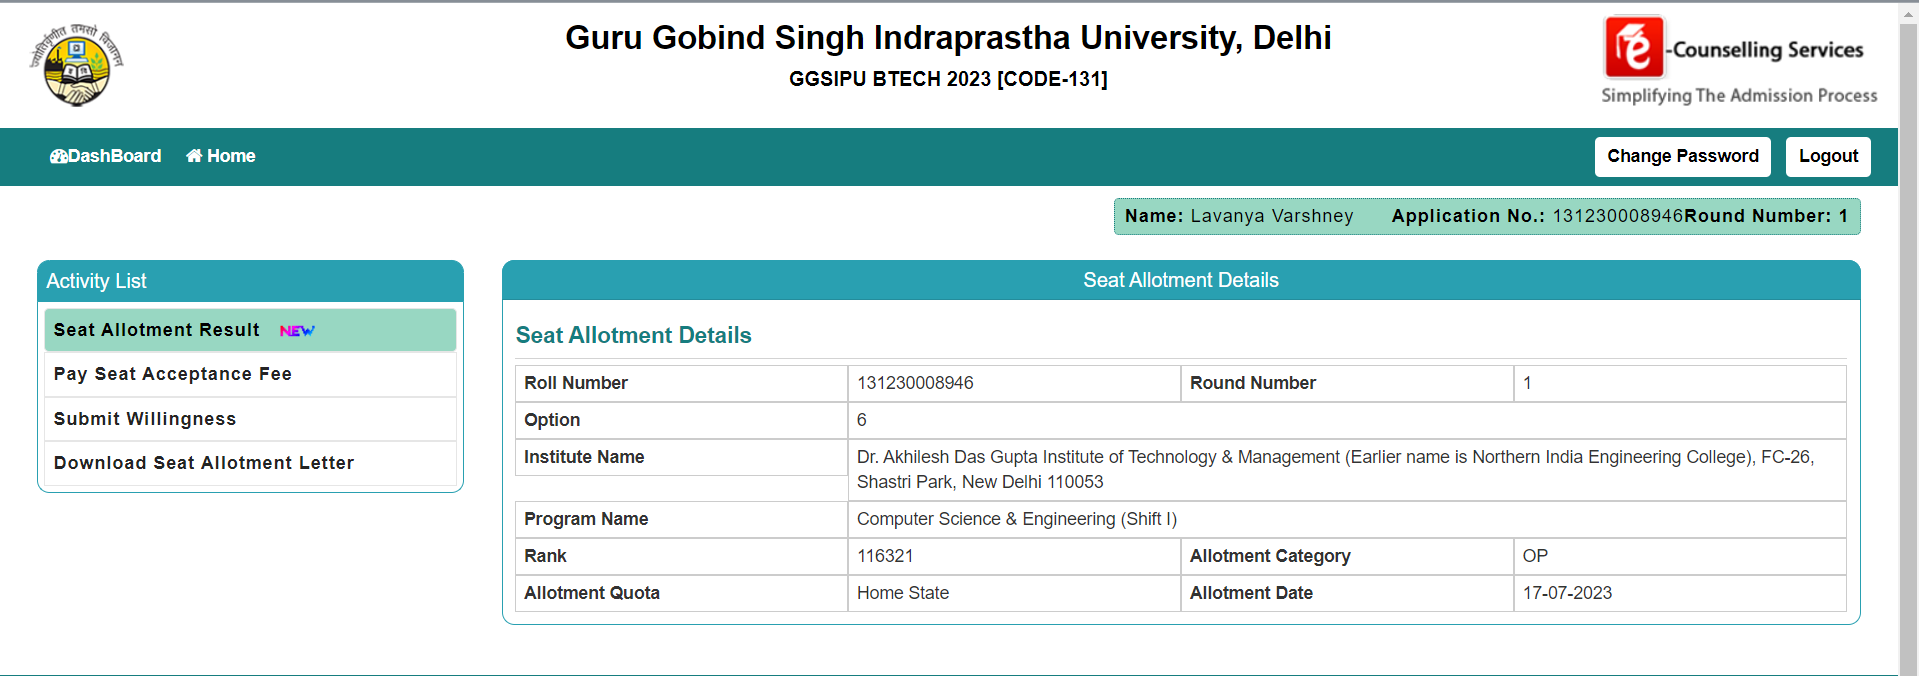 Guru Gobind Singh Indraprastha University, Delhi
GGSIPU BTECH 2023 [CODE-131]
e-Counselling Services
Simplifying The Admission Process
DashBoard Home Change Password Logout
Name: Lavanya Varshney Application No.: 131230008946Round Number: 1
Activity List
Seat Allotment Result NEW
Pay Seat Acceptance Fee
Submit Willingness
Download Seat Allotment Letter
Seat Allotment Details
Seat Allotment Details
Roll Number 131230008946 Round Number 1
Option 6
Institute Name Dr. Akhilesh Das Gupta Institute of Technology & Management (Earlier name is Northern India Engineering College), FC-26,
Shastri Park, New Delhi 110053
Program Name Computer Science & Engineering (Shift I)
Rank 116321 Allotment Category OP
Allotment Quota Home State Allotment Date 17-07-2023